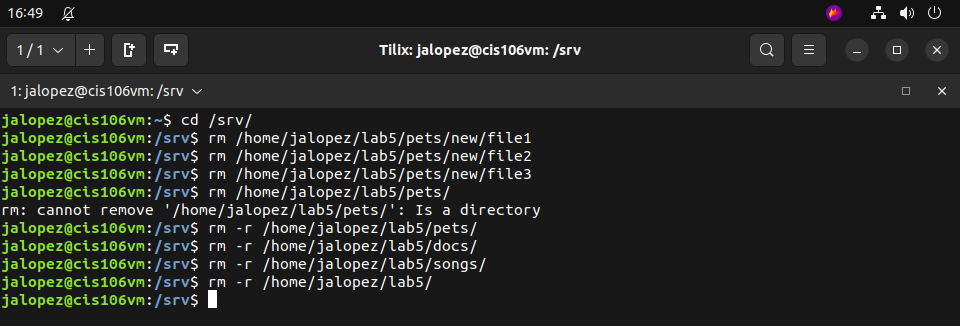 16:49
1 / 1
Tilix: jalopez@cis106vm: /srv
1: jalopez@cis106vm: /srv
jalopez@cis106vm:~$ cd /srv/
jalopez@cis106vm:/srv$ rm /home/jalopez/lab5/pets/new/file1
jalopez@cis106vm:/srv$ rm /home/jalopez/lab5/pets/new/file2
jalopez@cis106vm:/srv$ rm /home/jalopez/lab5/pets/new/file3
jalopez@cis106vm:/srv$ rm /home/jalopez/lab5/pets/
rm: cannot remove '/home/jalopez/lab5/pets/': Is a directory
jalopez@cis106vm:/srv$ rm -r /home/jalopez/lab5/pets/
jalopez@cis106vm:/srv$ rm -r /home/jalopez/lab5/docs/
jalopez@cis106vm:/srv$ rm -r /home/jalopez/lab5/songs/
jalopez@cis106vm:/srv$ rm -r /home/jalopez/lab5/
jalopez@cis106vm:/srv$